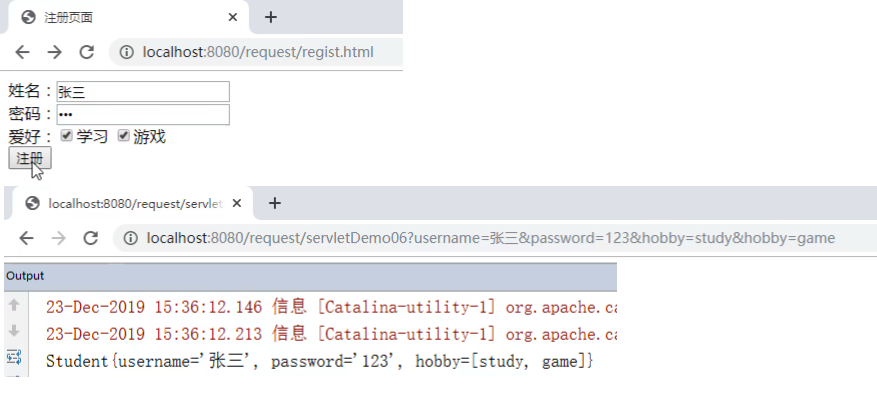 注册页面
localhost:8080/request/regist.html
姓名：张三
密码：•••
爱好： 学习 游戏
注册
localhost:8080/request/servlet
localhost:8080/request/servletDemo06?username=张三&password=123&hobby=study&hobby=game
Output
23-Dec-2019 15:36:12.146 信息 [Catalina-utility-1] org.apache.ca
23-Dec-2019 15:36:12.213 信息 [Catalina-utility-1] org.apache.ca
Student{username='张三', password='123', hobby=[study, game]}